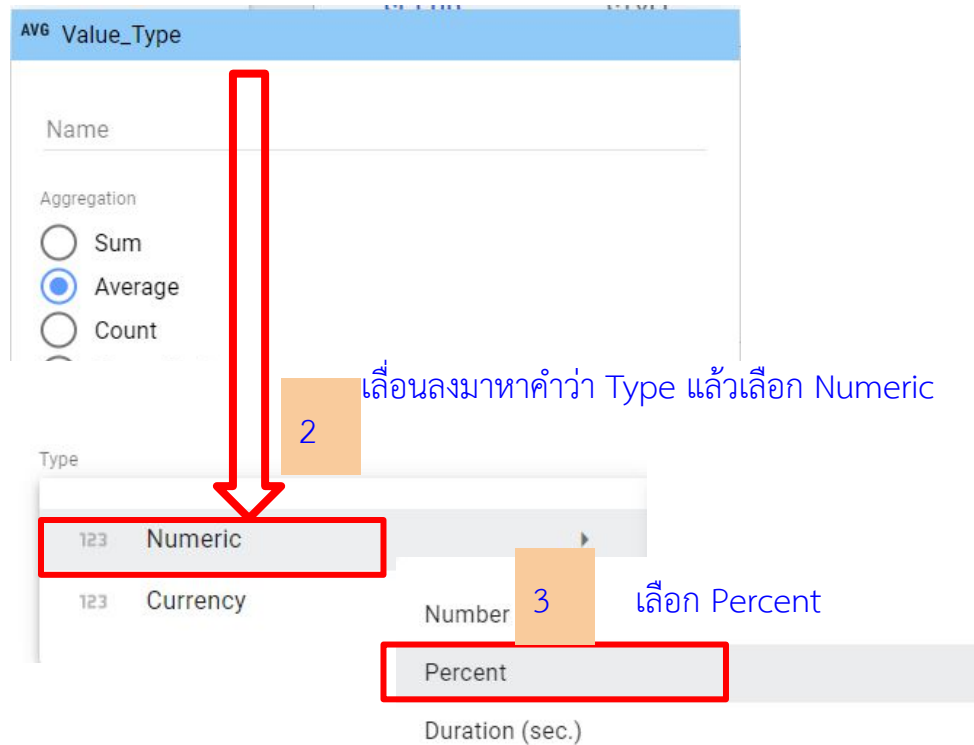 AVG Value_Type
Name
Aggregation
Sum
Average
Count
เลื่อนลงมาหาคำว่า Type แล้วเลือก Numeric
2
Type
123 Numeric
123 Currency
3 เลือก Percent
Number
Percent
Duration (sec.)